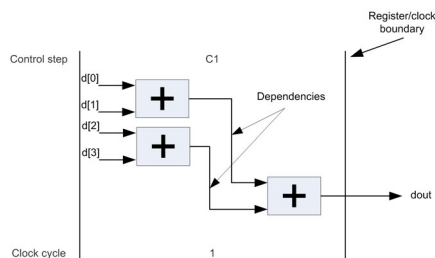 Register/clock
boundary
Control step
C1
d[0]
d[1]
d[2]
d[3]
+
+
+
Dependencies
dout
Clock cycle
1